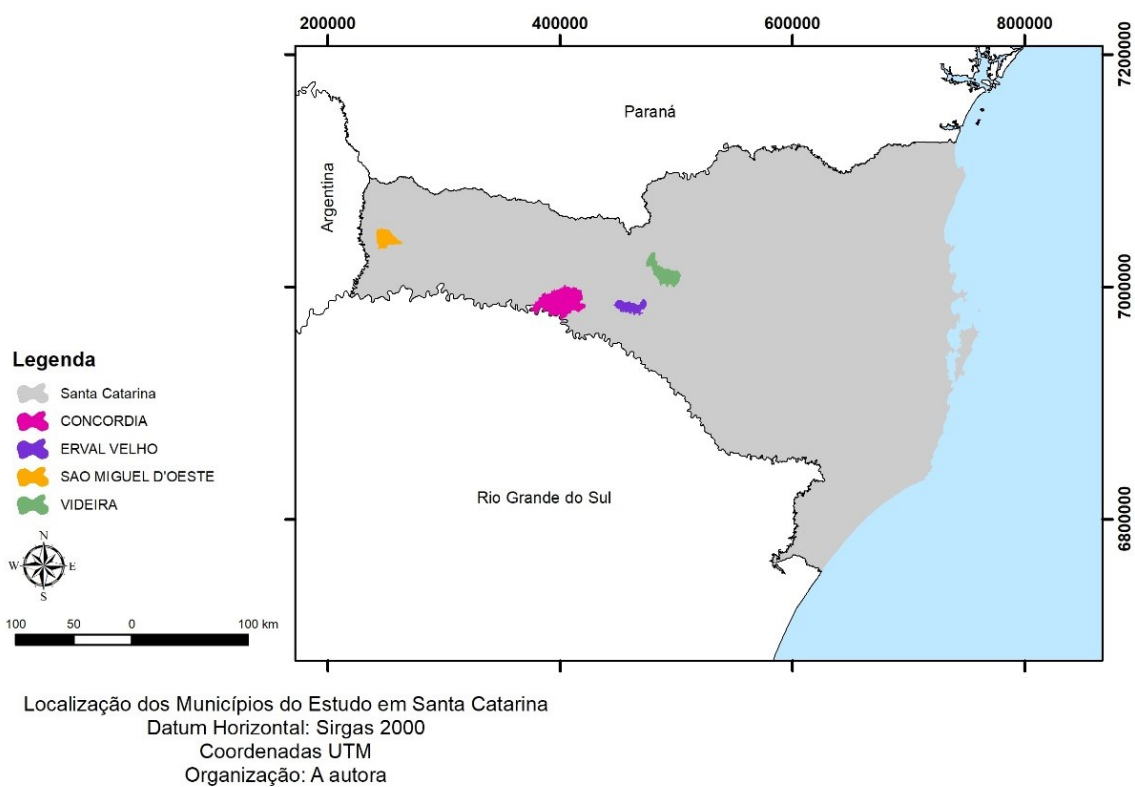 200000 400000 600000 800000
7200000
7000000
6800000
Paraná
Argentina
Rio Grande do Sul
Legenda
Santa Catarina
CONCORDIA
ERVAL VELHO
SAO MIGUEL D'OESTE
VIDEIRA
N
W E
S
100 50 0 100 km
Localização dos Municípios do Estudo em Santa Catarina
Datum Horizontal: Sirgas 2000
Coordenadas UTM
Organização: A autora